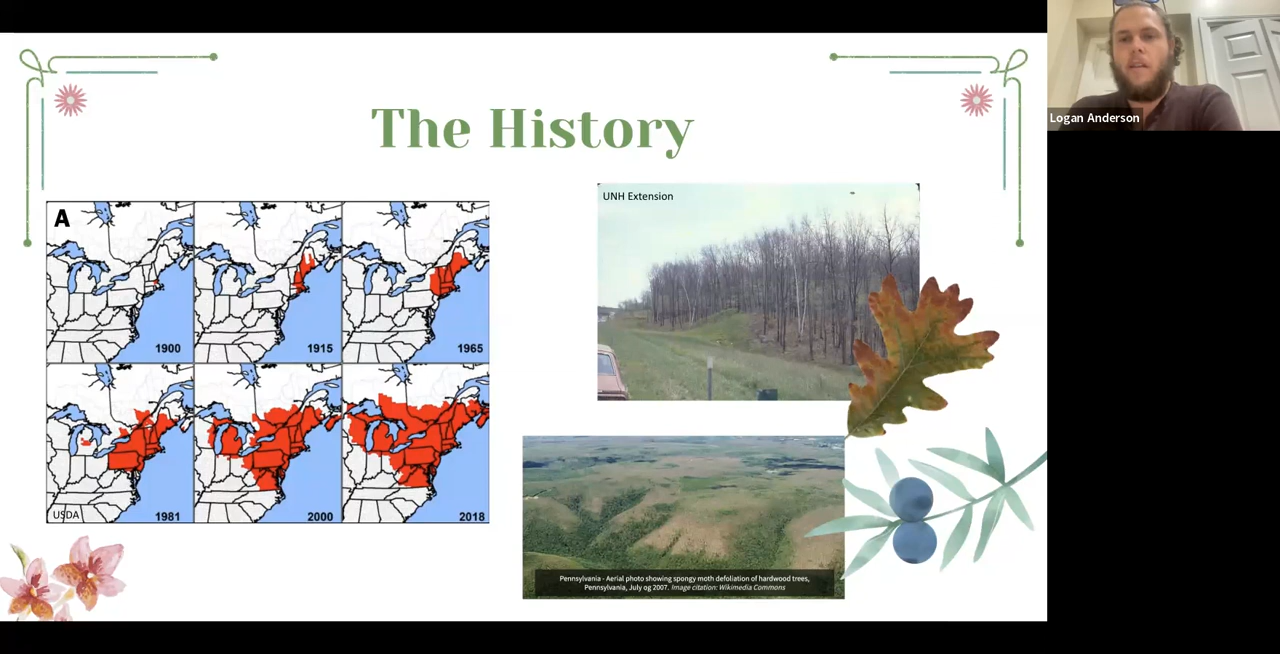 The History
A
1900
1915
1965
1981
2000
2018
USDA
UNH Extension
Pennsylvania - Aerial photo showing spongy moth defoliation of hardwood trees,
Pennsylvania, July og 2007. Image citation: Wikimedia Commons
Logan Anderson